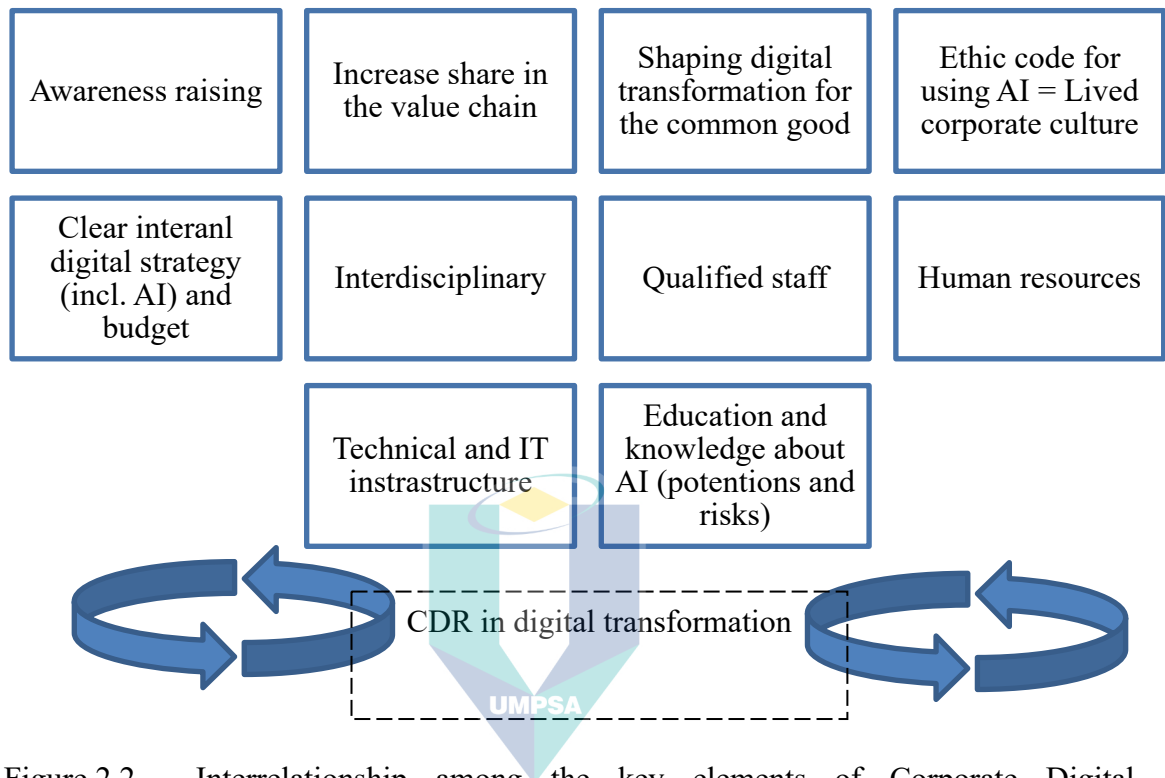 Awareness raising
Increase share in
the value chain
Shaping digital
transformation for
the common good
Ethic code for
using AI = Lived
corporate culture
Clear interanl
digital strategy
(incl. AI) and
budget
Interdisciplinary
Qualified staff
Human resources
Technical and IT
instrastructure
Education and
knowledge about
AI (potentions and
risks)
CDR in digital transformation
UMPSA
Figure 2.2 Interrelationship among the key elements of Corporate Digital